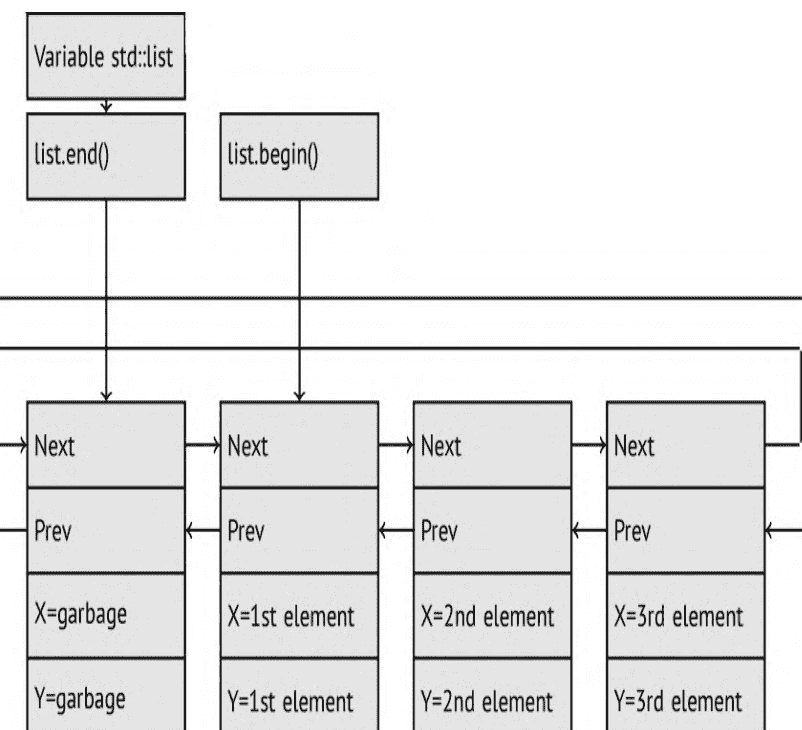 Variable std::list
list.end()
list.begin()
Next
Next
Next
Next
Prev
Prev
Prev
Prev
X=garbage
X=1st element
X=2nd element
X=3rd element
Y=garbage
Y=1st element
Y=2nd element
Y=3rd element